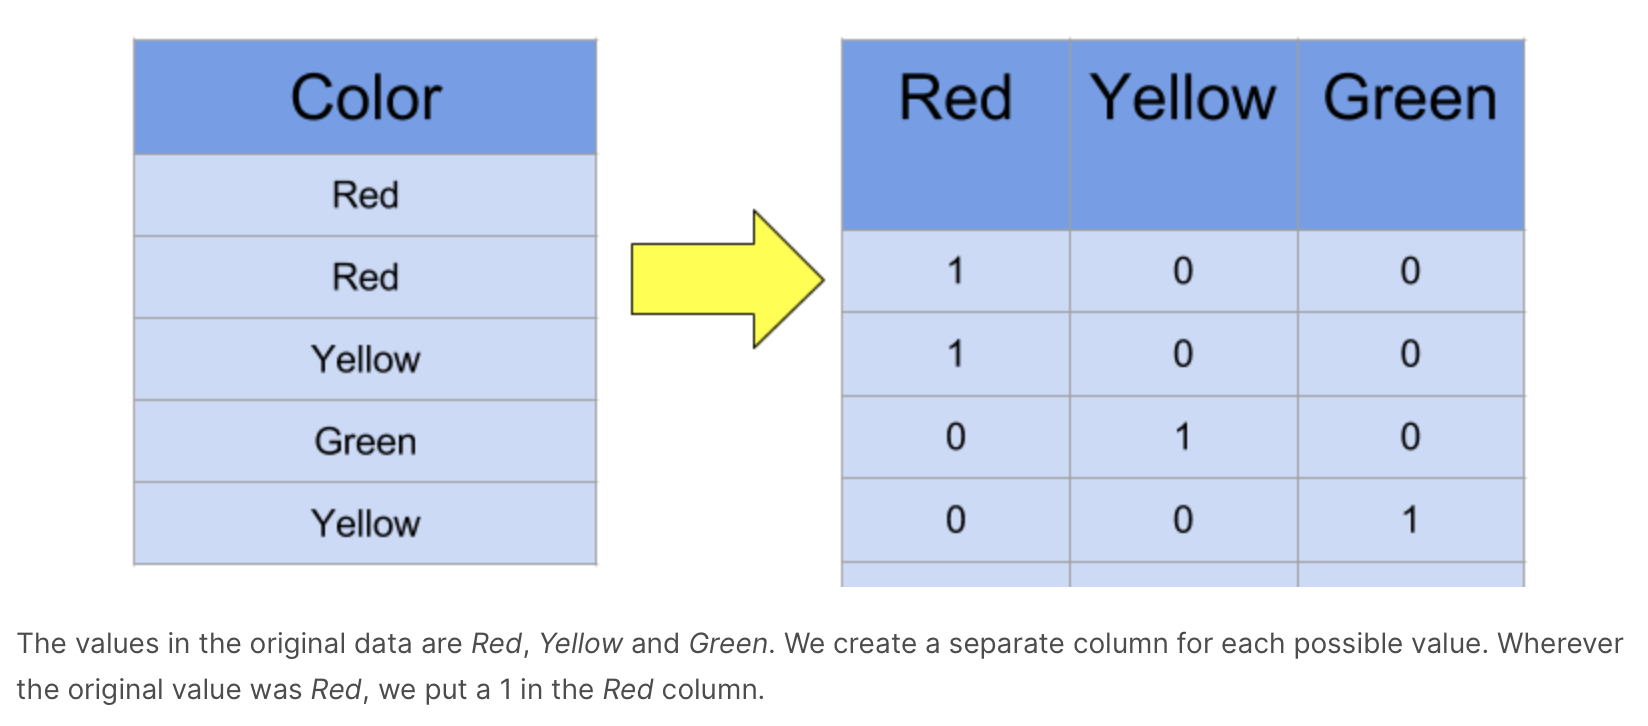 Color
Red
Red
Yellow
Green
Yellow
Red Yellow Green
1 0 0
1 0 0
0 1 0
0 0 1
The values in the original data are Red, Yellow and Green. We create a separate column for each possible value. Wherever
the original value was Red, we put a 1 in the Red column.